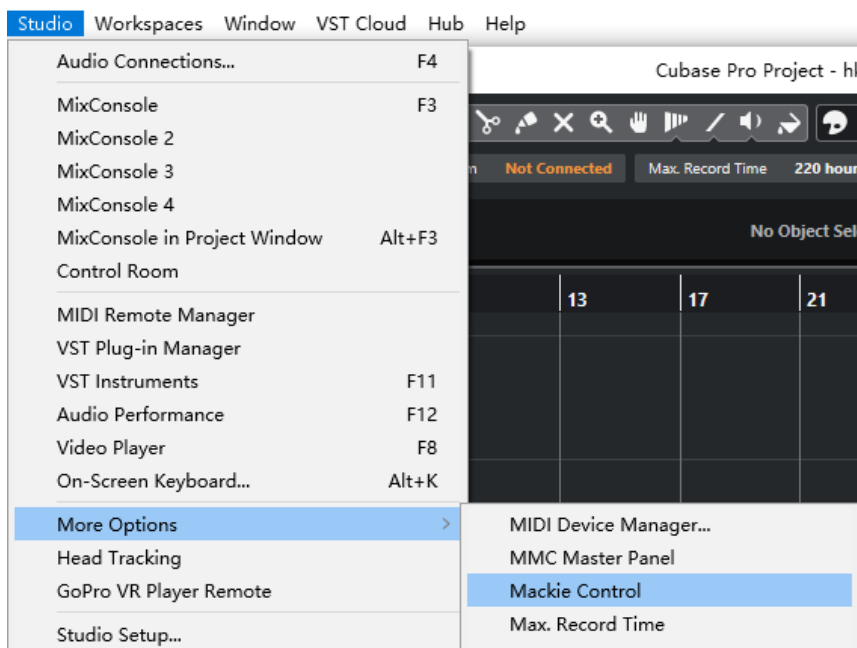 Studio Workspaces Window VST Cloud Hub Help
Audio Connections... F4
Cubase Pro Project - h
MixConsole F3
MixConsole 2
MixConsole 3
Not Connected Max. Record Time 220 hour
MixConsole 4
MixConsole in Project Window Alt+F3
No Object Sel
Control Room
13 17 21
MIDI Remote Manager
VST Plug-in Manager
VST Instruments F11
Audio Performance F12
Video Player F8
On-Screen Keyboard... Alt+K
More Options >
MIDI Device Manager...
Head Tracking
MMC Master Panel
GoPro VR Player Remote
Mackie Control
Studio Setup...
Max. Record Time